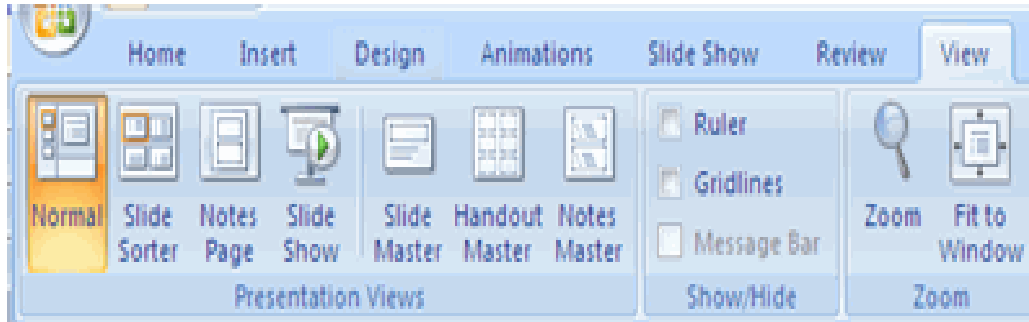 Home Insert Design Animations Slide Show Review View
Normal Slide Notes Slide Slide Handout Notes
Sorter Page Show Master Master Master
Presentation Views
Ruler
Gridlines
Message Bar
Show/Hide
Zoom Fit to
Window
Zoom